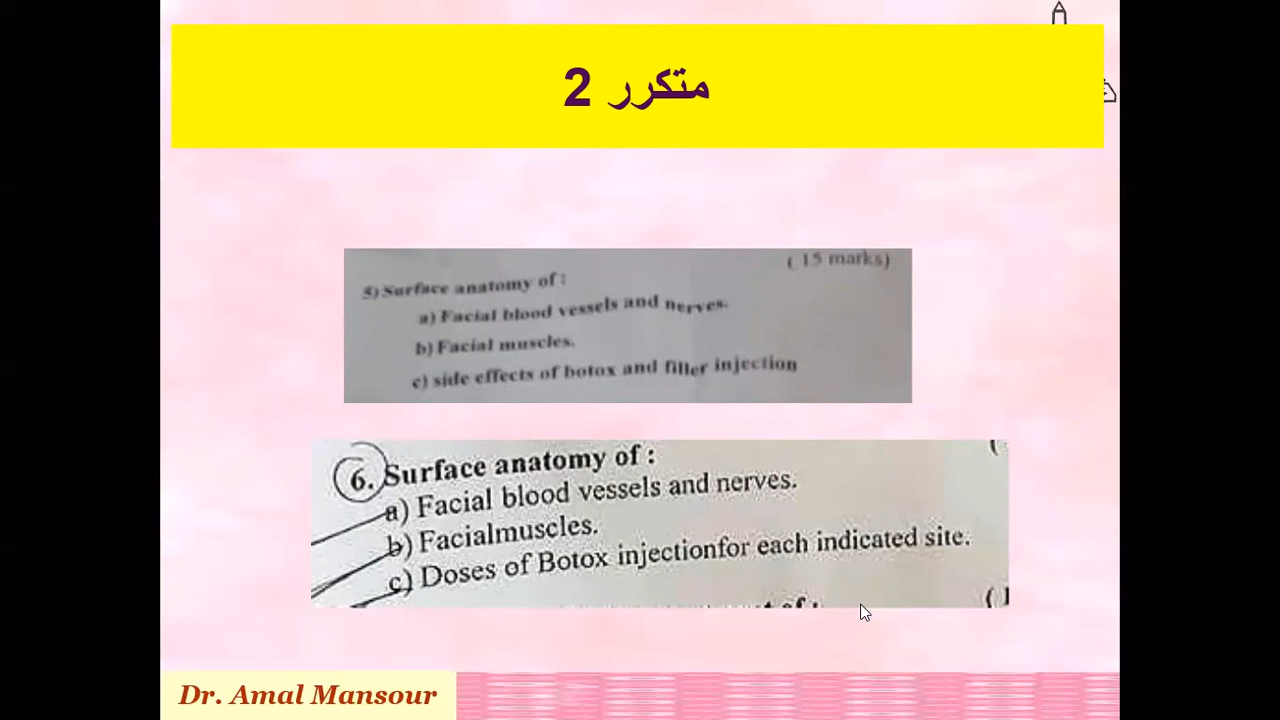 متكرر 2
( 15 marks)
5) Surface anatomy of :
a) Facial blood vessels and nerves.
b) Facial muscles.
c) side effects of botox and filler injection
6. Surface anatomy of :
a) Facial blood vessels and nerves.
b) Facialmuscles.
c) Doses of Botox injectionfor each indicated site.
Dr. Amal Mansour